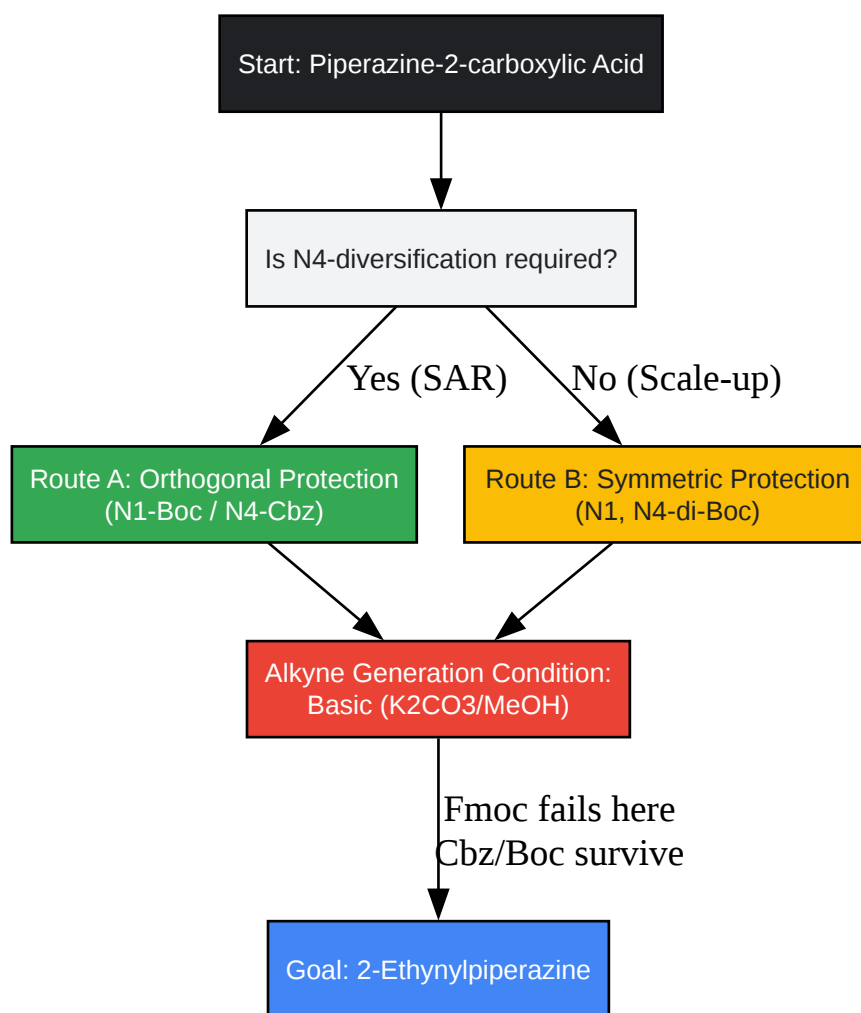 Start: Piperazine-2-carboxylic Acid
Is N4-diversification required?
Yes (SAR)
No (Scale-up)
Route A: Orthogonal Protection
(N1-Boc / N4-Cbz)
Route B: Symmetric Protection
(N1, N4-di-Boc)
Alkyne Generation Condition:
Basic (K2CO3/MeOH)
Fmoc fails here
Cbz/Boc survive
Goal: 2-Ethynylpiperazine